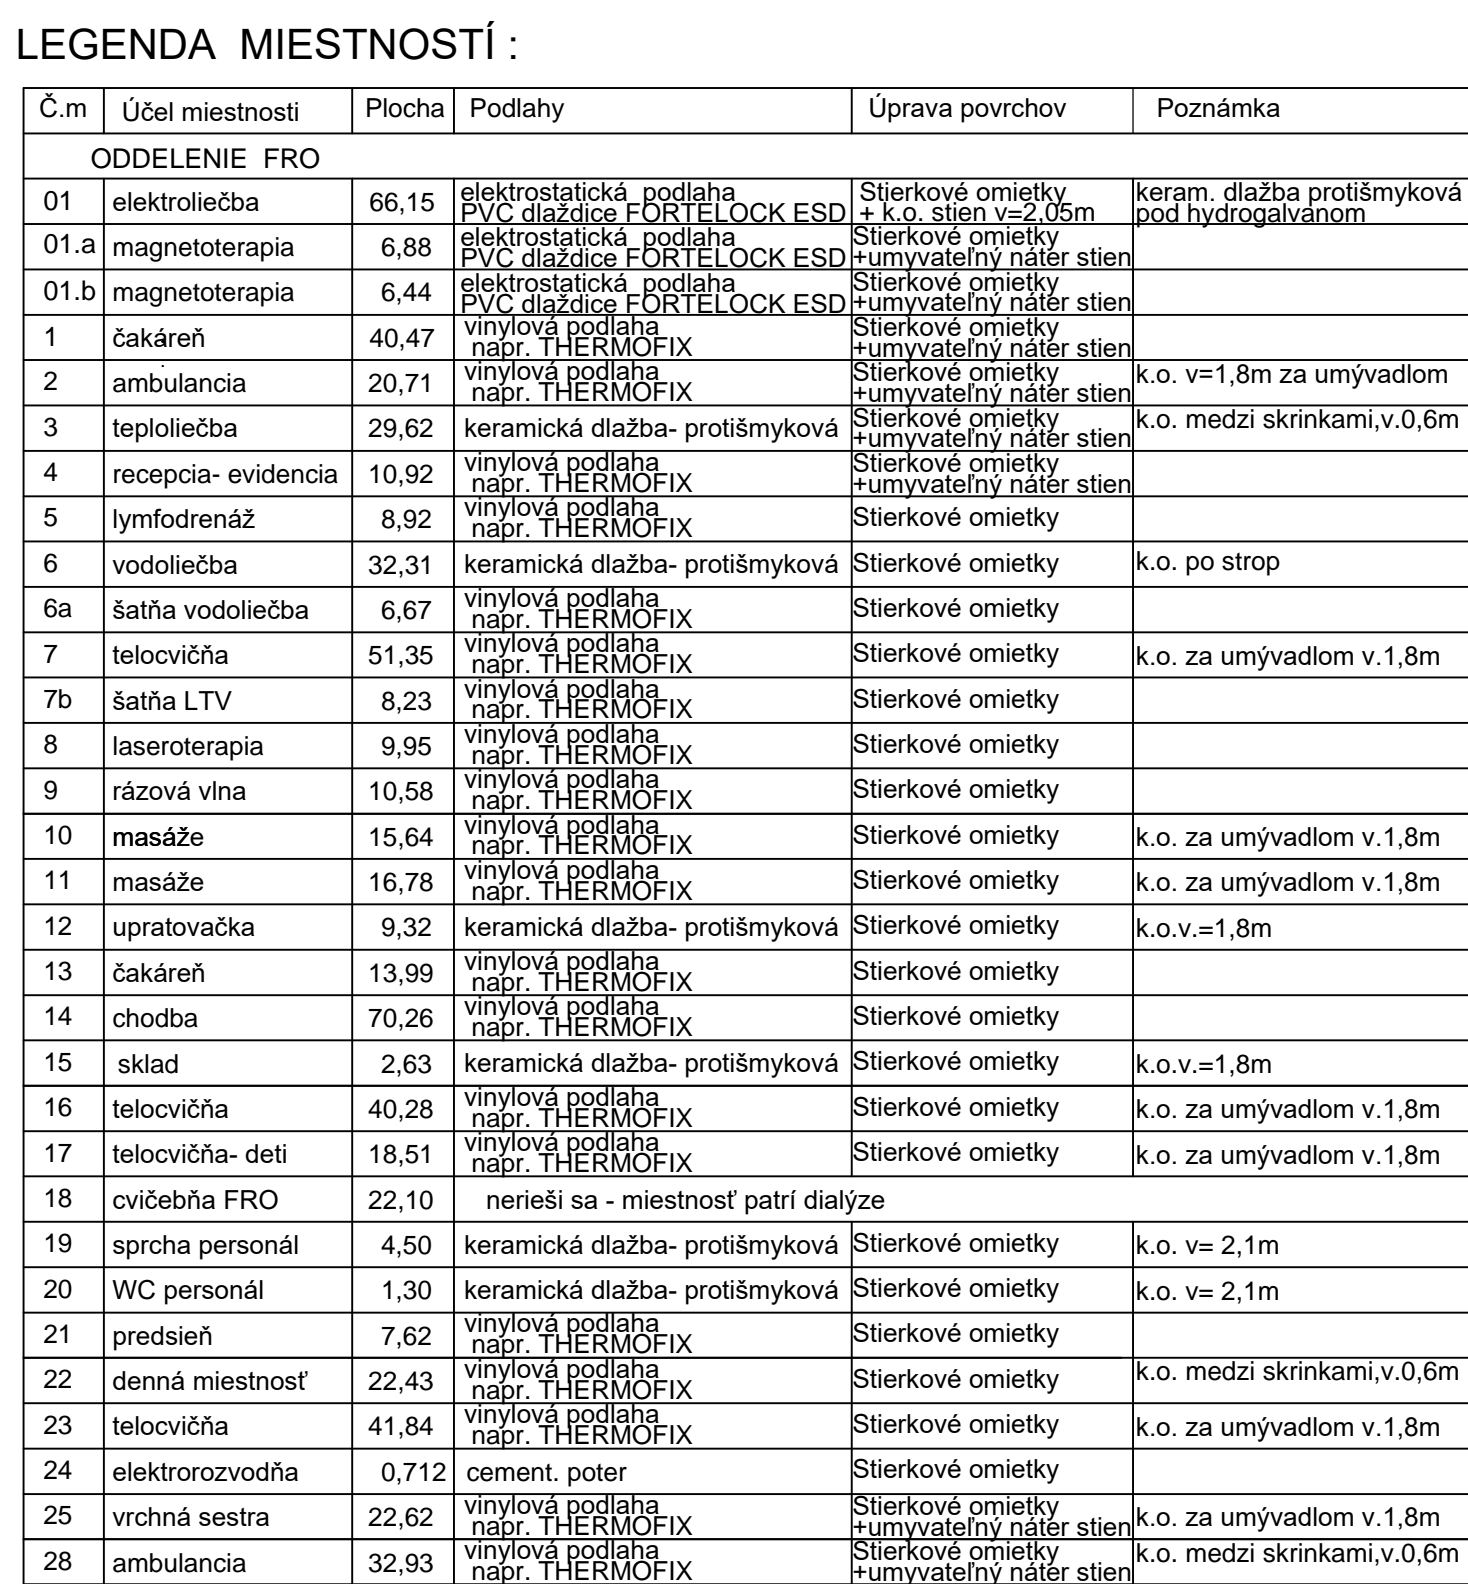 LEGENDA MIESTNOSTÍ :
Č.m Účel miestnosti Plocha Podlahy Úprava povrchov Poznámka
ODDELENIE FRO
01 elektroliečba 66,15 elektrostatická podlaha Stierkové omietky keram. dlažba protišmyková
PVC dlaždice FORTELOCK ESD + k.o. stien v=2,05m pod hydrogalvanom
01.a magnetoterapia 6,88 elektrostatická podlaha Stierkové omietky
PVC dlaždice FORTELOCK ESD +umyvateľný náter stien
01.b magnetoterapia 6,44 elektrostatická podlaha Stierkové omietky
PVC dlaždice FORTELOCK ESD +umyvateľný náter stien
1 čakáreň 40,47 vinylová podlaha Stierkové omietky
napr. THERMOFIX +umyvateľný náter stien
2 ambulancia 20,71 vinylová podlaha Stierkové omietky k.o. v=1,8m za umývadlom
napr. THERMOFIX +umyvateľný náter stien
3 teploliečba 29,62 keramická dlažba- protišmyková Stierkové omietky k.o. medzi skrinkami,v.0,6m
+umyvateľný náter stien
4 recepcia- evidencia 10,92 vinylová podlaha Stierkové omietky
napr. THERMOFIX +umyvateľný náter stien
5 lymfodrenáž 8,92 vinylová podlaha Stierkové omietky
napr. THERMOFIX
6 vodoliečba 32,31 keramická dlažba- protišmyková Stierkové omietky k.o. po strop
6a šatňa vodoliečba 6,67 vinylová podlaha Stierkové omietky
napr. THERMOFIX
7 telocvičňa 51,35 vinylová podlaha Stierkové omietky k.o. za umývadlom v.1,8m
napr. THERMOFIX
7b šatňa LTV 8,23 vinylová podlaha Stierkové omietky
napr. THERMOFIX
8 laseroterapia 9,95 vinylová podlaha Stierkové omietky
napr. THERMOFIX
9 rázová vlna 10,58 vinylová podlaha Stierkové omietky
napr. THERMOFIX
10 masáže 15,64 vinylová podlaha Stierkové omietky k.o. za umývadlom v.1,8m
napr. THERMOFIX
11 masáže 16,78 vinylová podlaha Stierkové omietky k.o. za umývadlom v.1,8m
napr. THERMOFIX
12 upratovačka 9,32 keramická dlažba- protišmyková Stierkové omietky k.o.v.=1,8m
13 čakáreň 13,99 vinylová podlaha Stierkové omietky
napr. THERMOFIX
14 chodba 70,26 vinylová podlaha Stierkové omietky
napr. THERMOFIX
15 sklad 2,63 keramická dlažba- protišmyková Stierkové omietky k.o.v.=1,8m
16 telocvičňa 40,28 vinylová podlaha Stierkové omietky k.o. za umývadlom v.1,8m
napr. THERMOFIX
17 telocvičňa- deti 18,51 vinylová podlaha Stierkové omietky k.o. za umývadlom v.1,8m
napr. THERMOFIX
18 cvičebňa FRO 22,10 nerieši sa - miestnosť patrí dialýze
19 sprcha personál 4,50 keramická dlažba- protišmyková Stierkové omietky k.o. v= 2,1m
20 WC personál 1,30 keramická dlažba- protišmyková Stierkové omietky k.o. v= 2,1m
21 predsieň 7,62 vinylová podlaha Stierkové omietky
napr. THERMOFIX
22 denná miestnosť 22,43 vinylová podlaha Stierkové omietky k.o. medzi skrinkami,v.0,6m
napr. THERMOFIX
23 telocvičňa 41,84 vinylová podlaha Stierkové omietky k.o. za umývadlom v.1,8m
napr. THERMOFIX
24 elektrorozvodňa 0,712 cement. poter Stierkové omietky
25 vrchná sestra 22,62 vinylová podlaha Stierkové omietky k.o. za umývadlom v.1,8m
napr. THERMOFIX +umyvateľný náter stien
28 ambulancia 32,93 vinylová podlaha Stierkové omietky k.o. medzi skrinkami,v.0,6m
napr. THERMOFIX +umyvateľný náter stien